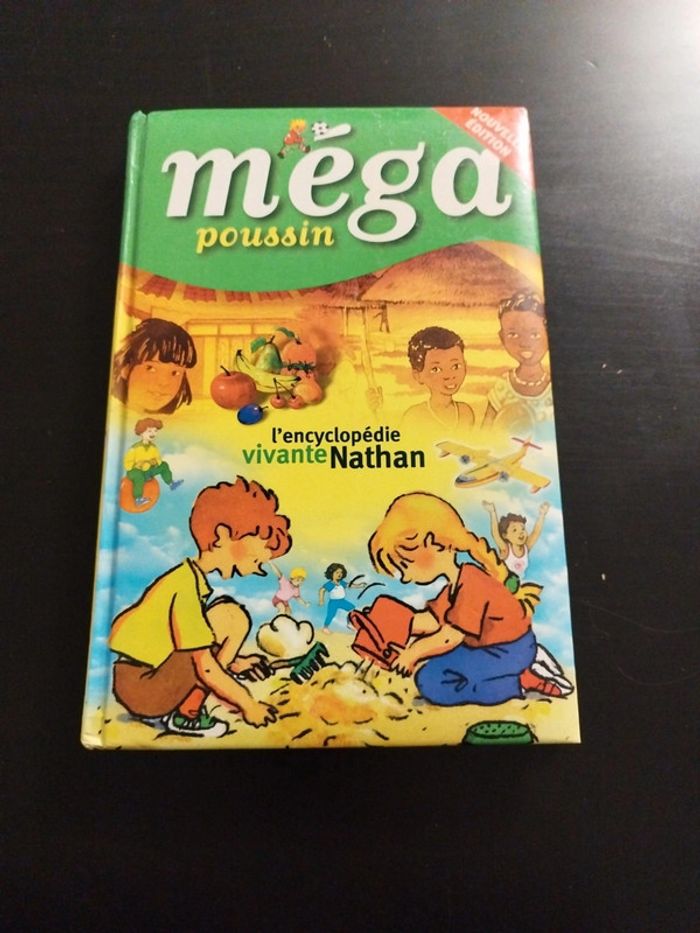 NOUVELLE
ÉDITION
méga
poussin
l'encyclopédie
vivante Nathan